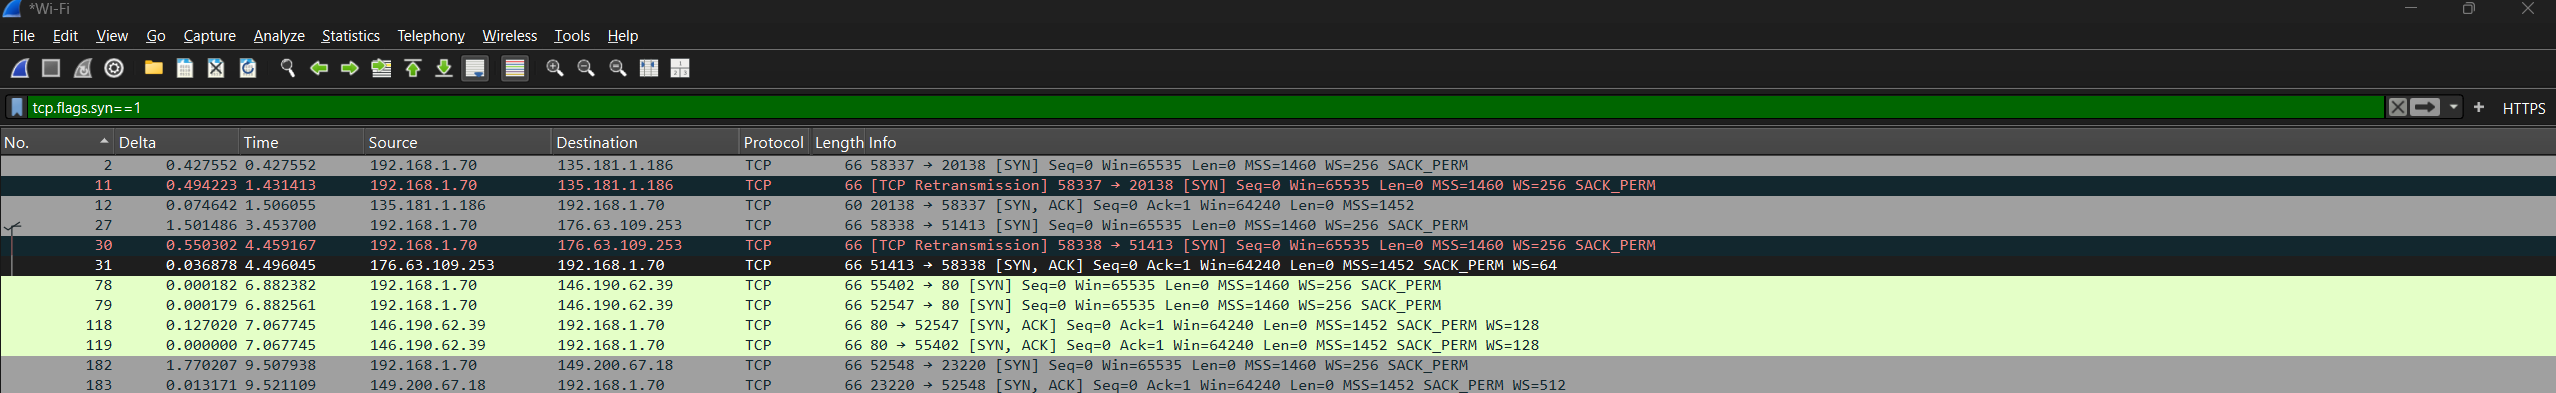 *Wi-Fi
File Edit View Go Capture Analyze Statistics Telephony Wireless Tools Help
tcp.flags.syn==1 HTTPS
No. Delta Time Source Destination Protocol Length Info
2 0.427552 0.427552 192.168.1.70 135.181.1.186 TCP 66 58337 → 20138 [SYN] Seq=0 Win=65535 Len=0 MSS=1460 WS=256 SACK_PERM
11 0.494223 1.431413 192.168.1.70 135.181.1.186 TCP 66 [TCP Retransmission] 58337 → 20138 [SYN] Seq=0 Win=65535 Len=0 MSS=1460 WS=256 SACK_PERM
12 0.074642 1.506055 135.181.1.186 192.168.1.70 TCP 60 20138 → 58337 [SYN, ACK] Seq=0 Ack=1 Win=64240 Len=0 MSS=1452
27 1.501486 3.453700 192.168.1.70 176.63.109.253 TCP 66 58338 → 51413 [SYN] Seq=0 Win=65535 Len=0 MSS=1460 WS=256 SACK_PERM
30 0.550302 4.459167 192.168.1.70 176.63.109.253 TCP 66 [TCP Retransmission] 58338 → 51413 [SYN] Seq=0 Win=65535 Len=0 MSS=1460 WS=256 SACK_PERM
31 0.036878 4.496045 176.63.109.253 192.168.1.70 TCP 66 51413 → 58338 [SYN, ACK] Seq=0 Ack=1 Win=64240 Len=0 MSS=1452 SACK_PERM WS=64
78 0.000182 6.882382 192.168.1.70 146.190.62.39 TCP 66 55402 → 80 [SYN] Seq=0 Win=65535 Len=0 MSS=1460 WS=256 SACK_PERM
79 0.000179 6.882561 192.168.1.70 146.190.62.39 TCP 66 52547 → 80 [SYN] Seq=0 Win=65535 Len=0 MSS=1460 WS=256 SACK_PERM
118 0.127020 7.067745 146.190.62.39 192.168.1.70 TCP 66 80 → 52547 [SYN, ACK] Seq=0 Ack=1 Win=64240 Len=0 MSS=1452 SACK_PERM WS=128
119 0.000000 7.067745 146.190.62.39 192.168.1.70 TCP 66 80 → 55402 [SYN, ACK] Seq=0 Ack=1 Win=64240 Len=0 MSS=1452 SACK_PERM WS=128
182 1.770207 9.507938 192.168.1.70 149.200.67.18 TCP 66 52548 → 23220 [SYN] Seq=0 Win=65535 Len=0 MSS=1460 WS=256 SACK_PERM
183 0.013171 9.521109 149.200.67.18 192.168.1.70 TCP 66 23220 → 52548 [SYN, ACK] Seq=0 Ack=1 Win=64240 Len=0 MSS=1452 SACK_PERM WS=512